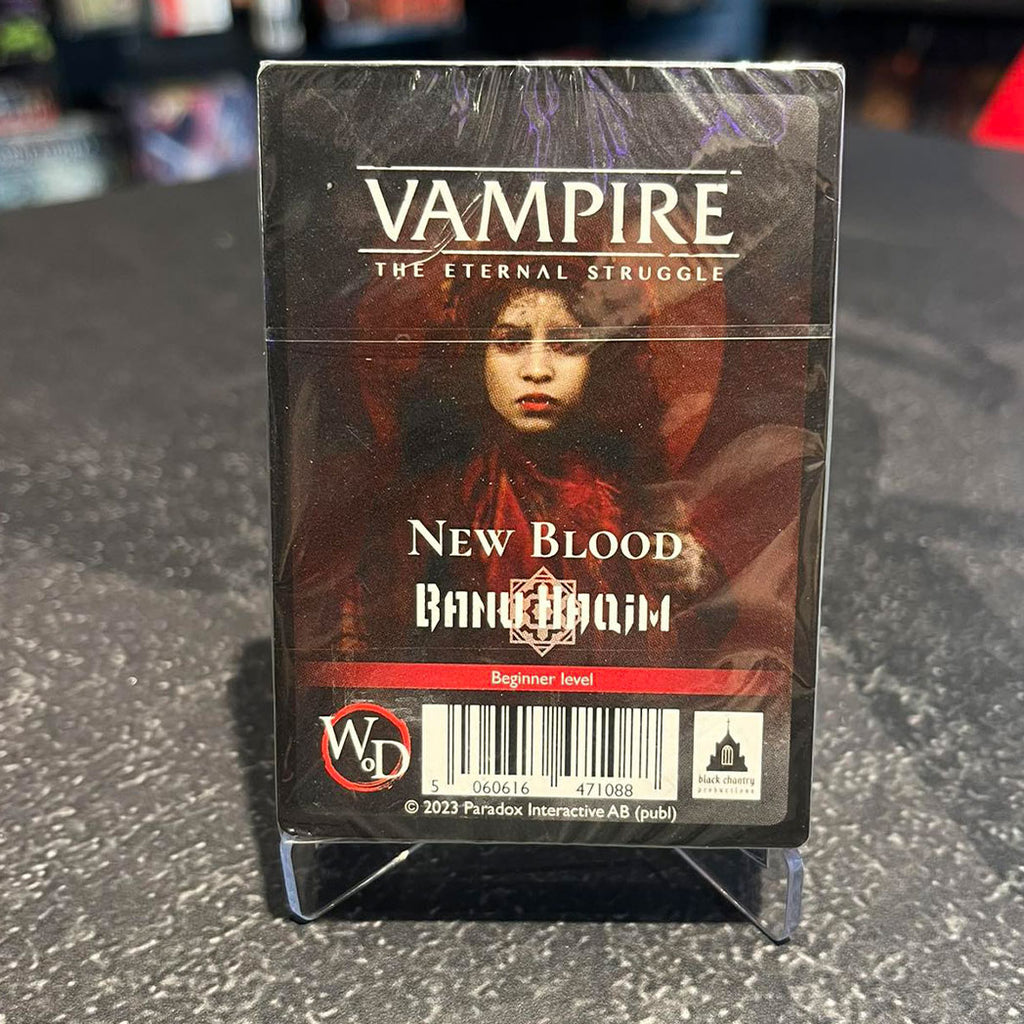 VAMPIRE
THE ETERNAL STRUGGLE
NEW BLOOD
BANU HAQIM
Beginner level
WoD
5 060616 471088
black chantry
productions
© 2023 Paradox Interactive AB (publ)